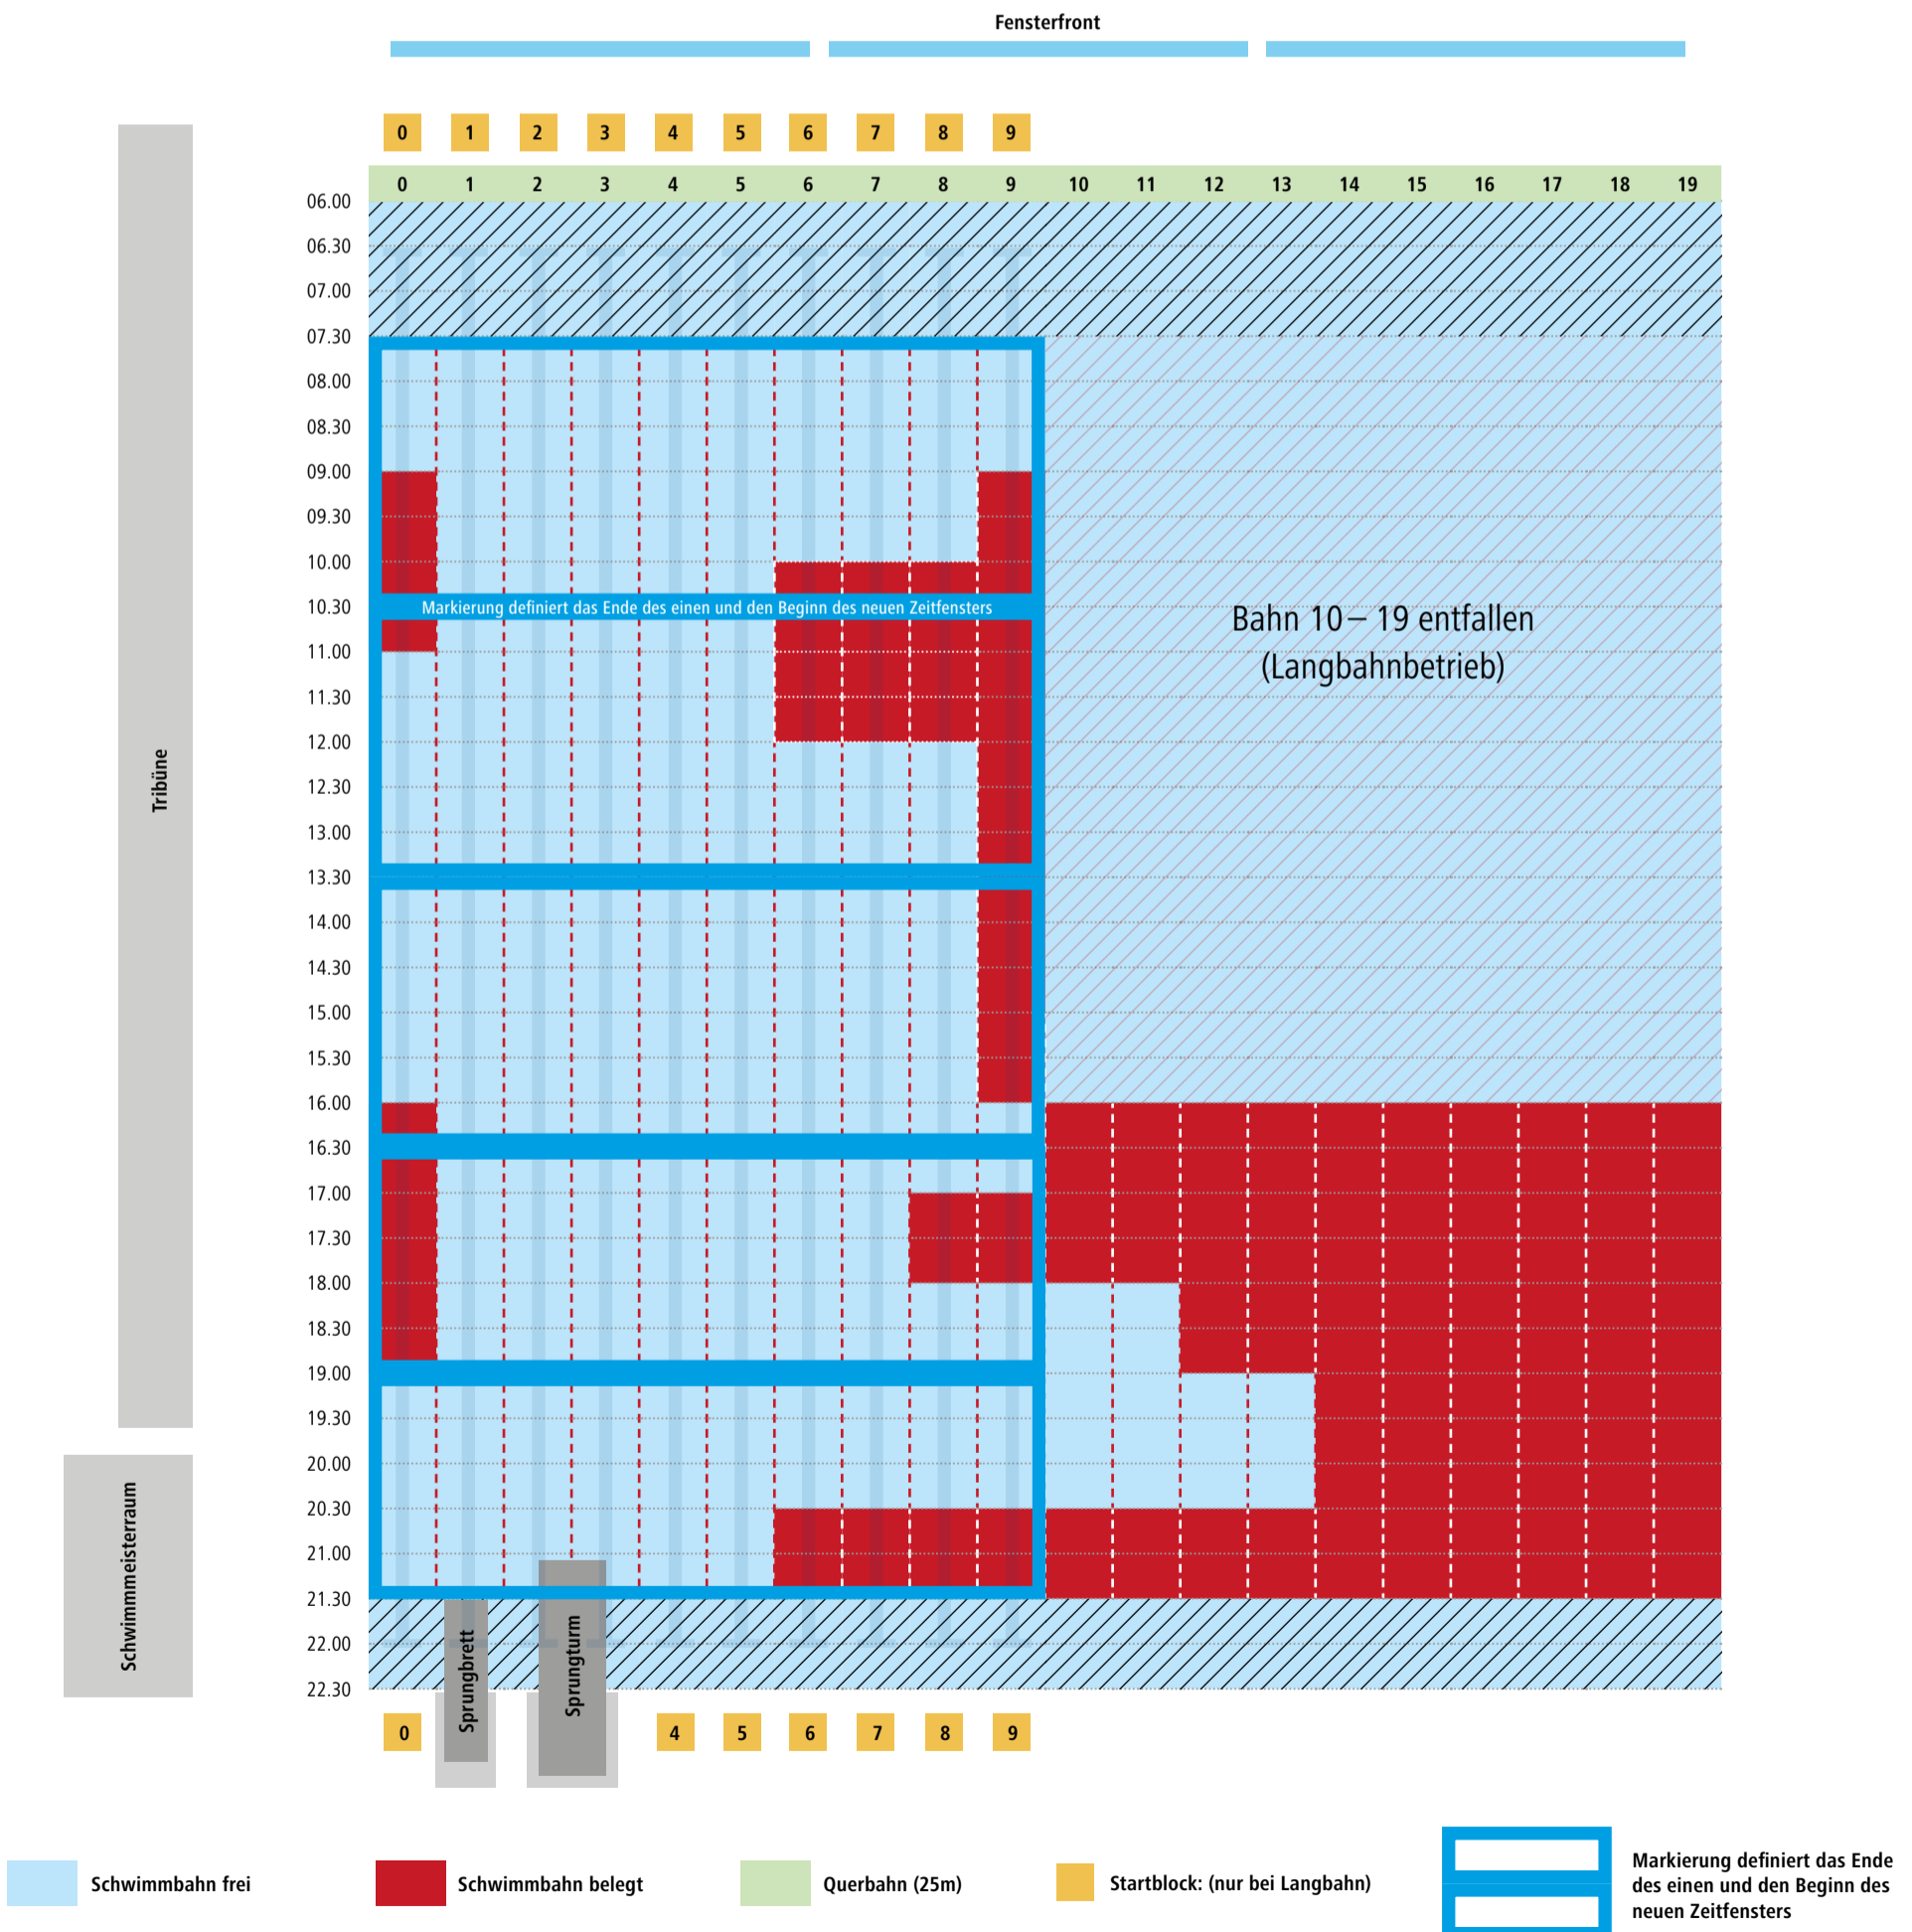 Fensterfront
0 1 2 3 4 5 6 7 8 9
0 1 2 3 4 5 6 7 8 9 10 11 12 13 14 15 16 17 18 19
06.00
06.30
07.00
07.30
08.00
08.30
09.00
09.30
10.00
10.30
Markierung definiert das Ende des einen und den Beginn des neuen Zeitfensters
11.00
11.30
12.00
12.30
13.00
13.30
14.00
14.30
15.00
15.30
16.00
16.30
17.00
17.30
18.00
18.30
19.00
19.30
20.00
20.30
21.00
21.30
22.00
22.30
Bahn 10 – 19 entfallen
(Langbahnbetrieb)
Tribüne
Schwimmeisterraum
Sprungbrett
Sprungturm
0 4 5 6 7 8 9
Schwimmbahn frei
Schwimmbahn belegt
Querbahn (25m)
Startblock: (nur bei Langbahn)
Markierung definiert das Ende
des einen und den Beginn des
neuen Zeitfensters